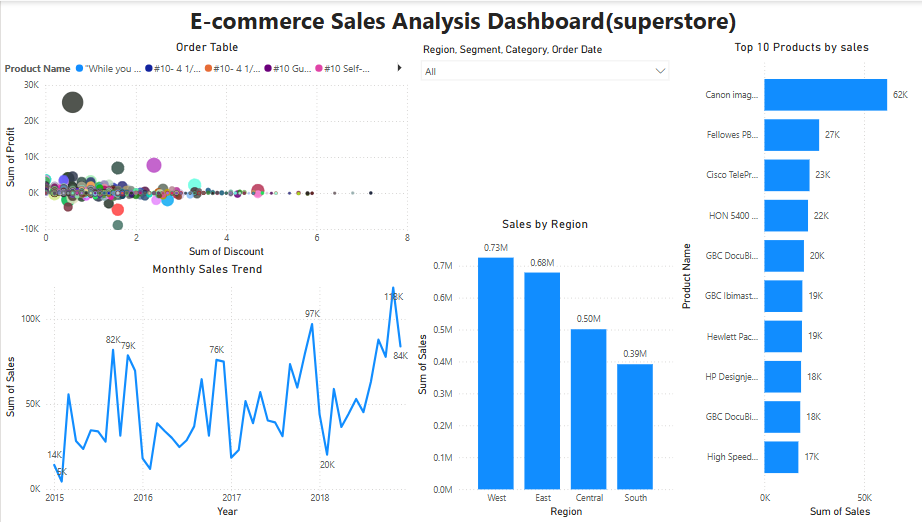 E-commerce Sales Analysis Dashboard(superstore)
Order Table
Product Name "While you ... #10- 4 1/... #10- 4 1/... #10 Gu... #10 Self-...
Sum of Profit
30K
20K
10K
0K
-10K
0 2 4 6 8
Sum of Discount
Region, Segment, Category, Order Date
All
Monthly Sales Trend
Sum of Sales
100K
50K
0K
14K
5K
82K
79K
76K
97K
20K
118K
84K
2015 2016 2017 2018
Year
Sales by Region
Sum of Sales
0.7M
0.6M
0.5M
0.4M
0.3M
0.2M
0.1M
0.0M
0.73M
0.68M
0.50M
0.39M
West East Central South
Region
Top 10 Products by sales
Product Name
Canon imag... 62K
Fellowes PB... 27K
Cisco TelePr... 23K
HON 5400 ... 22K
GBC DocuBi... 20K
GBC Ibimast... 19K
Hewlett Pac... 19K
HP Designje... 18K
GBC DocuBi... 18K
High Speed... 17K
0K 50K
Sum of Sales